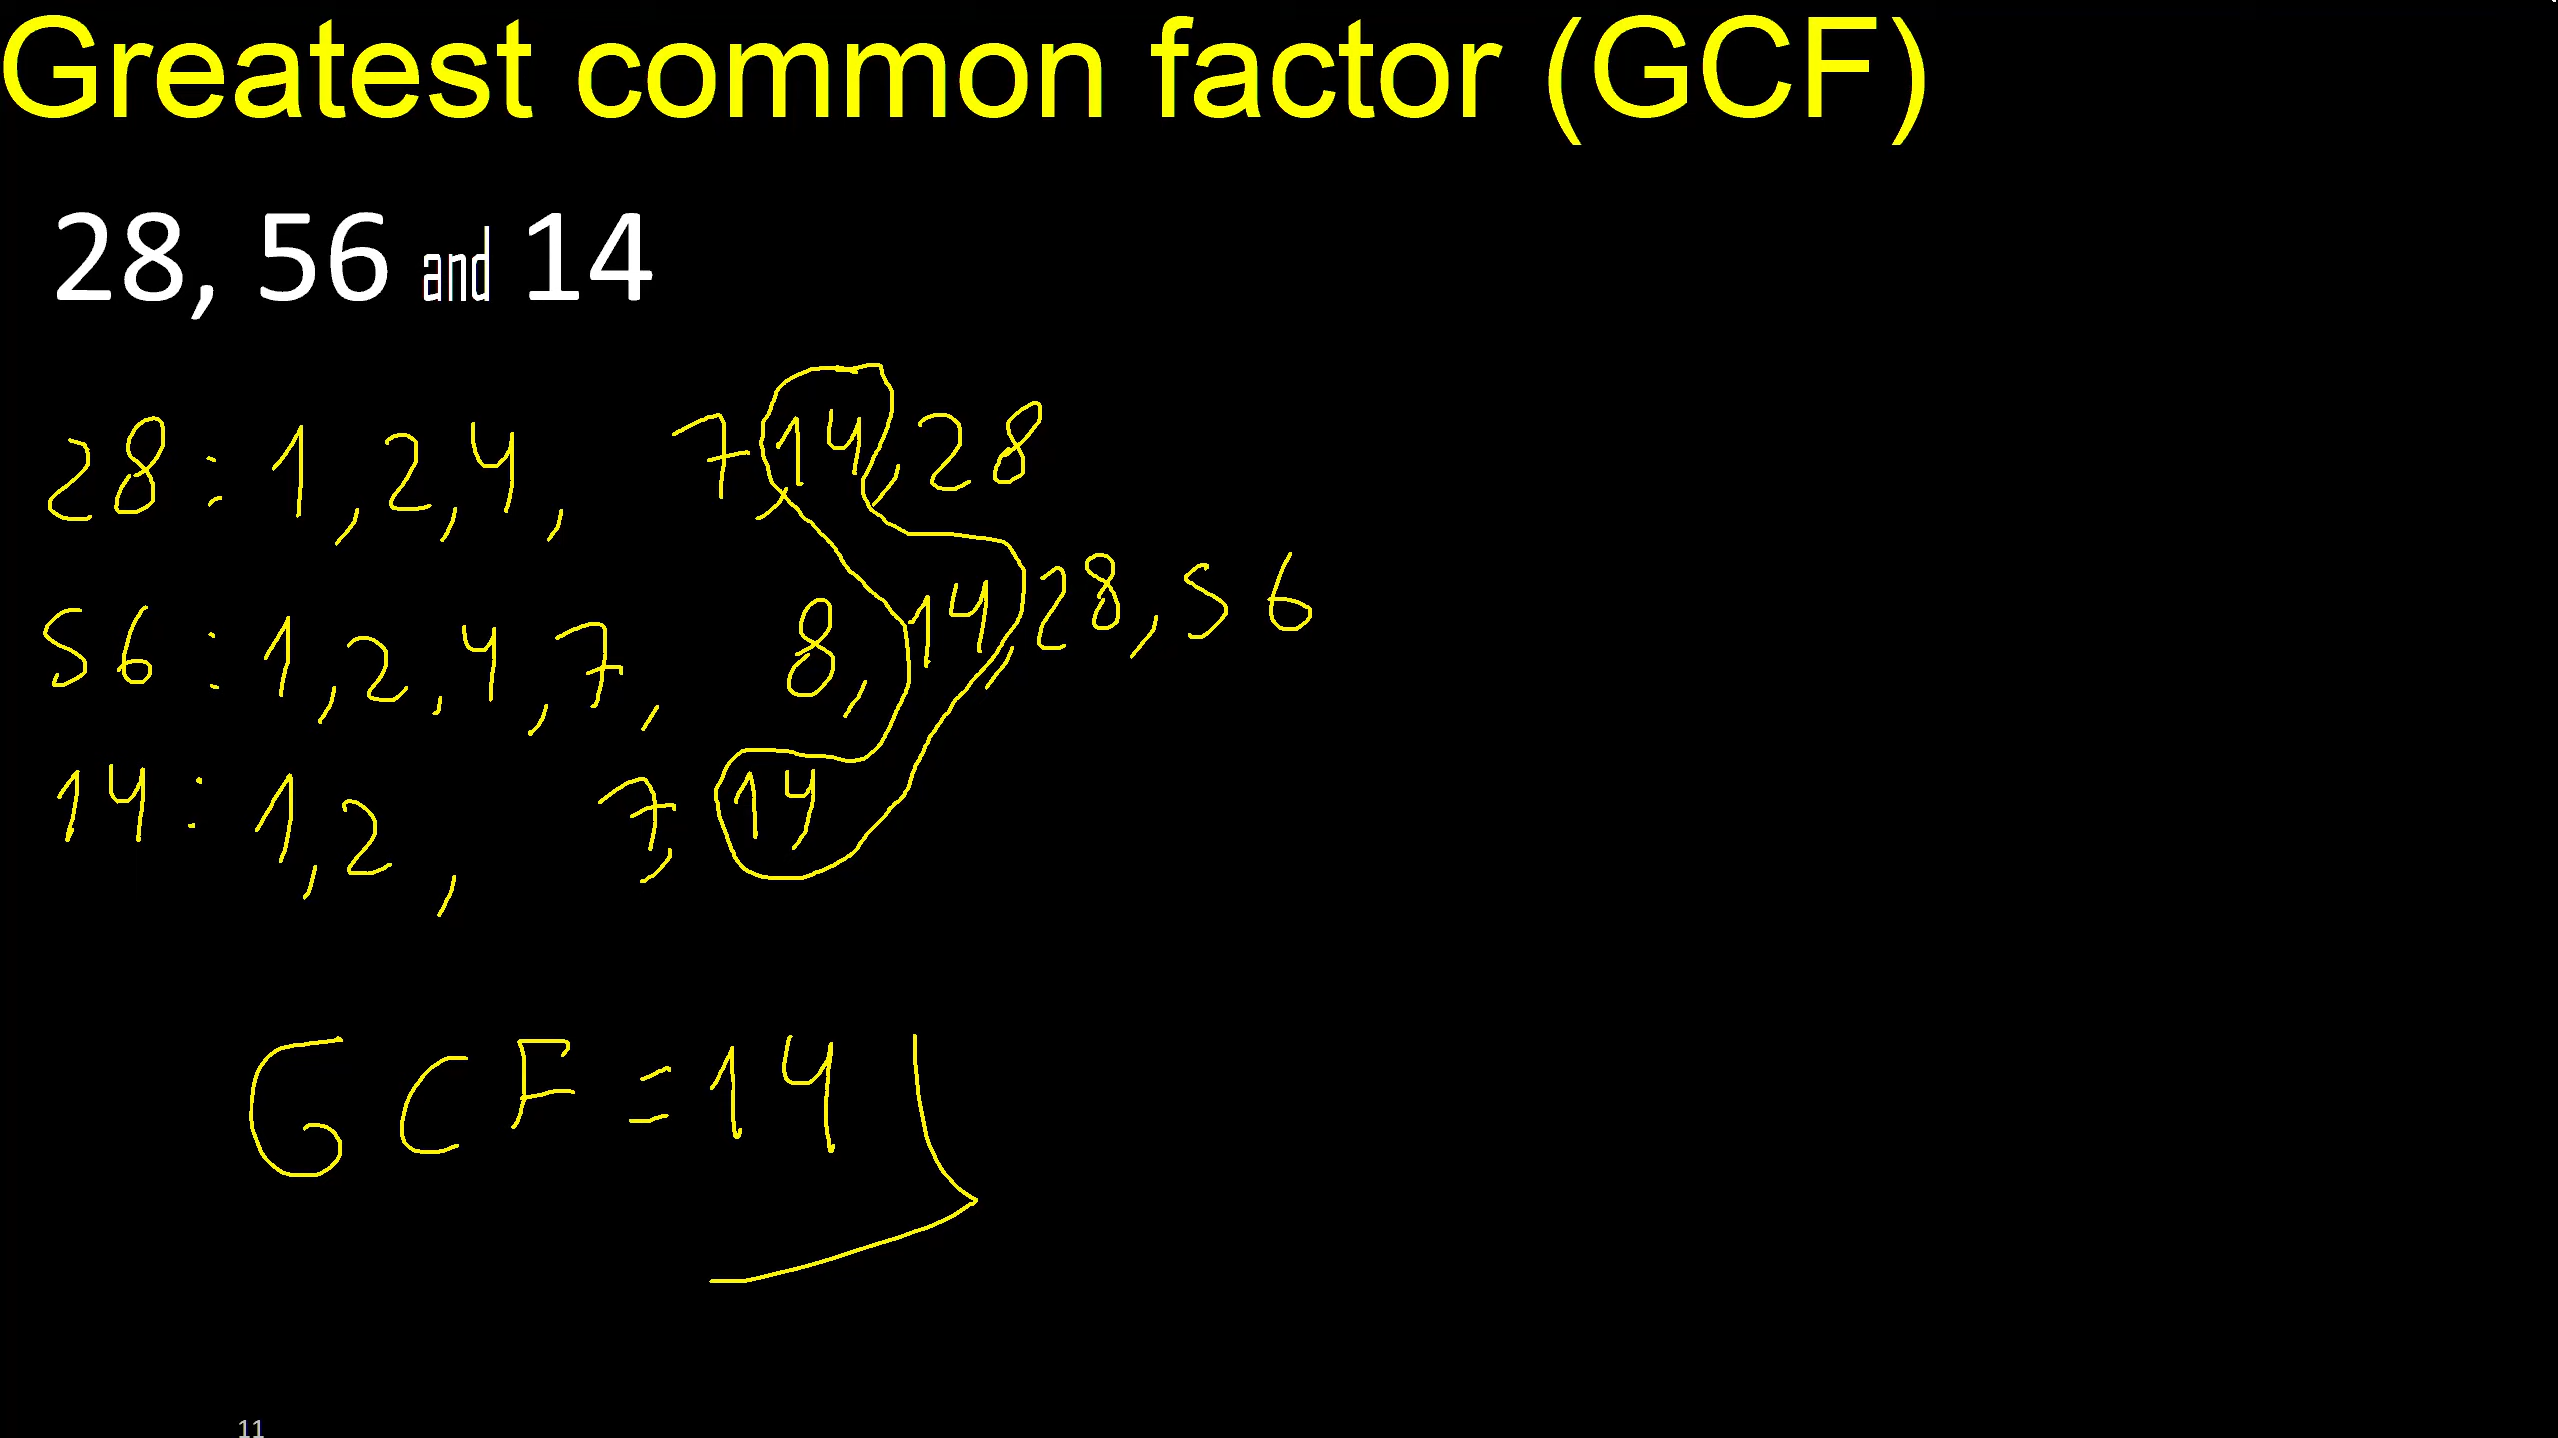 Greatest common factor (GCF)
28, 56 and 14
28: 1, 2, 4, 7, 14, 28
56: 1, 2, 4, 7, 8, 14, 28, 56
14: 1, 2, 7, 14
GCF = 14
11